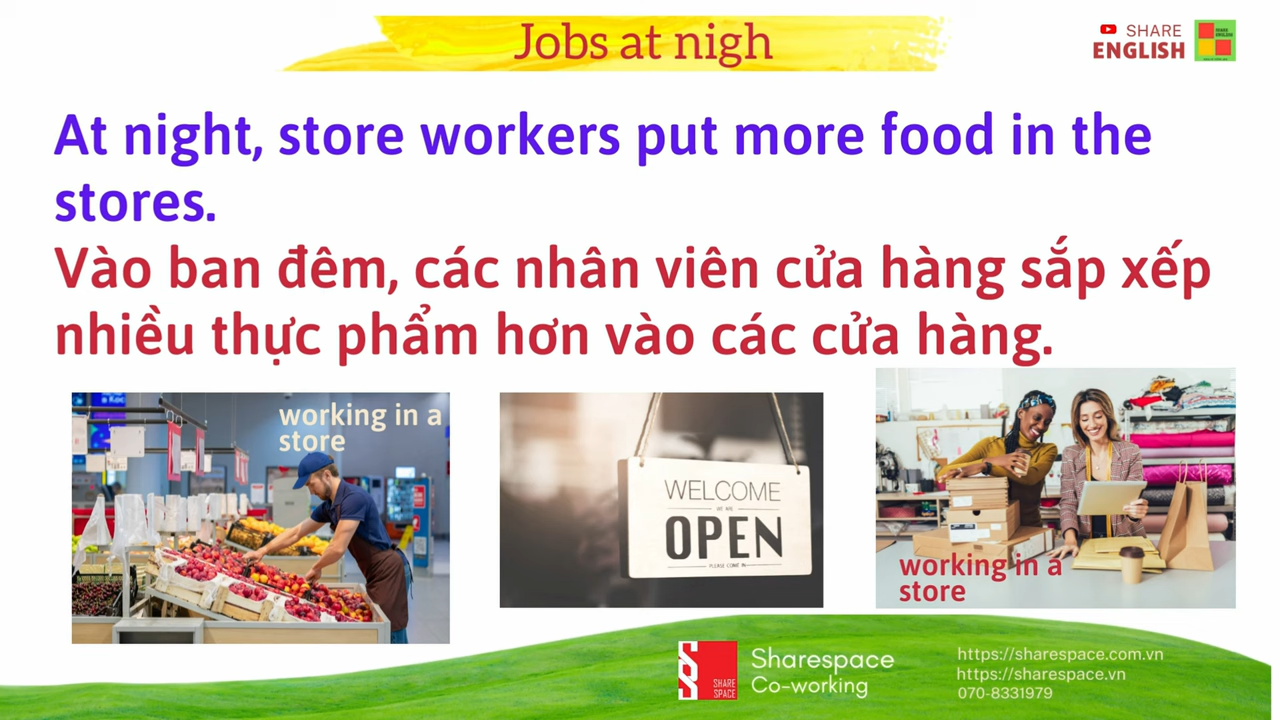 Jobs at nigh
SHARE
ENGLISH
At night, store workers put more food in the
stores.
Vào ban đêm, các nhân viên cửa hàng sắp xếp
nhiều thực phẩm hơn vào các cửa hàng.
working in a
store
WELCOME
WE ARE
OPEN
PLEASE COME IN
working in a
store
SHARE
SPACE
Sharespace
Co-working
https://sharespace.com.vn
https://sharespace.vn
070-8331979